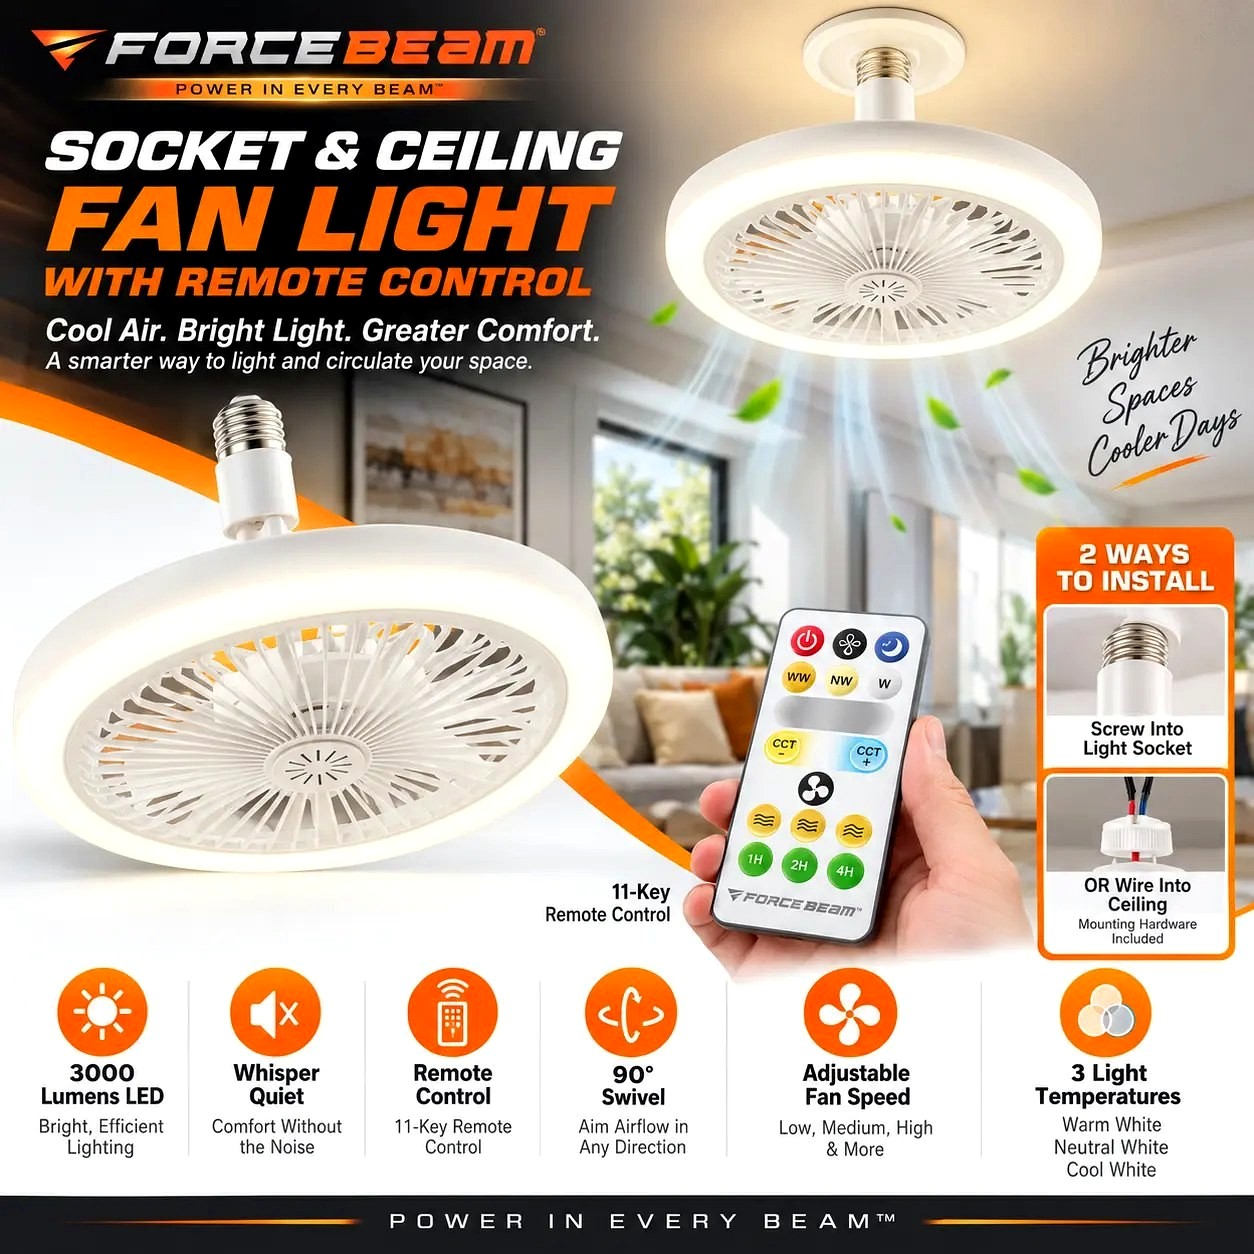 FORCEBEAM®
POWER IN EVERY BEAM™
SOCKET & CEILING
FAN LIGHT
WITH REMOTE CONTROL
Cool Air. Bright Light. Greater Comfort.
A smarter way to light and circulate your space.
Brighter
Spaces
Cooler Days
2 WAYS
TO INSTALL
Screw Into
Light Socket
OR Wire Into
Ceiling
Mounting Hardware
Included
WW NW W
CCT - CCT +
1H 2H 4H
FORCEBEAM™
11-Key
Remote Control
3000
Lumens LED
Bright, Efficient
Lighting
Whisper
Quiet
Comfort Without
the Noise
Remote
Control
11-Key Remote
Control
90°
Swivel
Aim Airflow in
Any Direction
Adjustable
Fan Speed
Low, Medium, High
& More
3 Light
Temperatures
Warm White
Neutral White
Cool White
POWER IN EVERY BEAM™